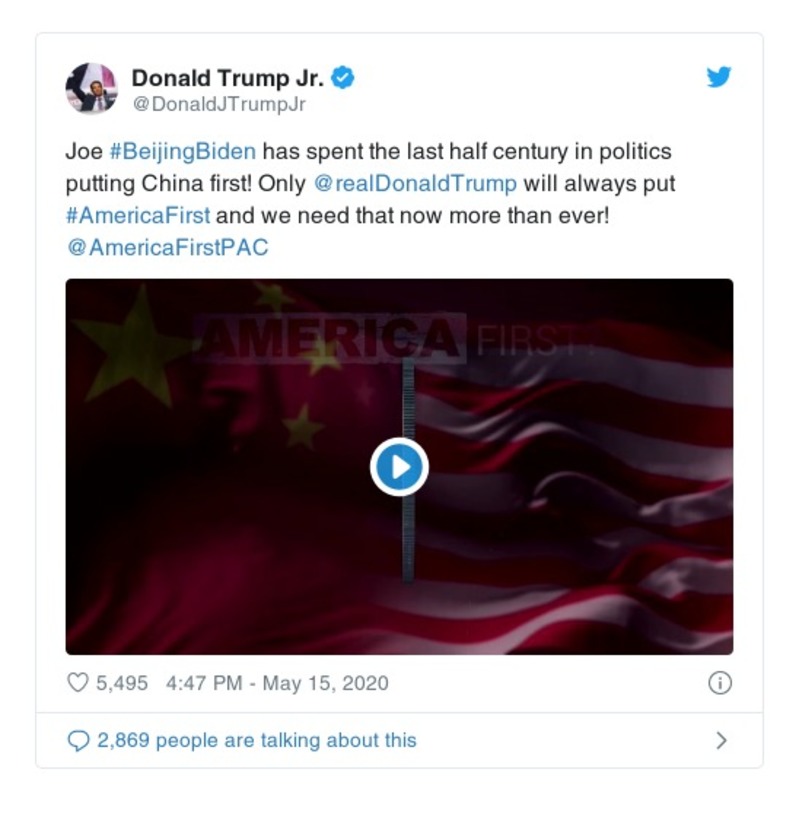 Donald Trump Jr.
@DonaldJTrumpJr
Joe #BeijingBiden has spent the last half century in politics
putting China first! Only @realDonaldTrump will always put
#AmericaFirst and we need that now more than ever!
@AmericaFirstPAC
AMERICA FIRST
5,495 4:47 PM - May 15, 2020
2,869 people are talking about this